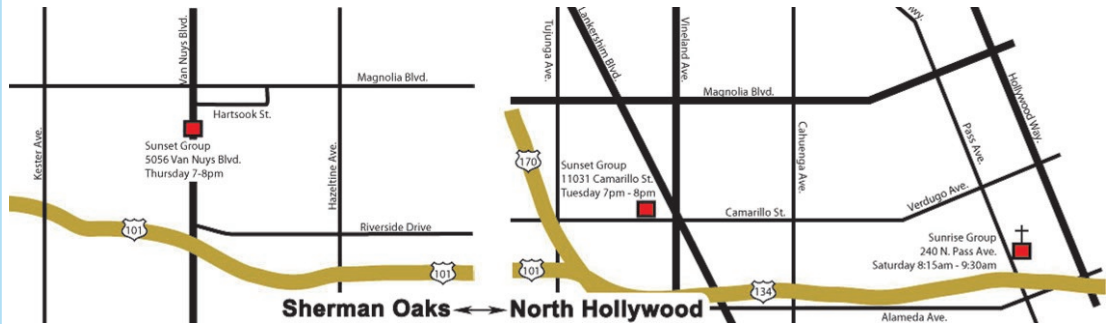 Kester Ave.
Van Nuys Blvd.
Magnolia Blvd.
Hartsook St.
Sunset Group
5056 Van Nuys Blvd.
Thursday 7-8pm
Hazeltine Ave.
Riverside Drive
101
101
Tujunga Ave.
Lankershim Blvd.
Vineland Ave.
Magnolia Blvd.
Cahuenga Ave.
Pass Ave.
Hollywood Way.
170
Sunset Group
11031 Camarillo St.
Tuesday 7pm - 8pm
Camarillo St.
Verdugo Ave.
Sunrise Group
240 N. Pass Ave.
Saturday 8:15am - 9:30am
101
134
Alameda Ave.
Sherman Oaks
North Hollywood